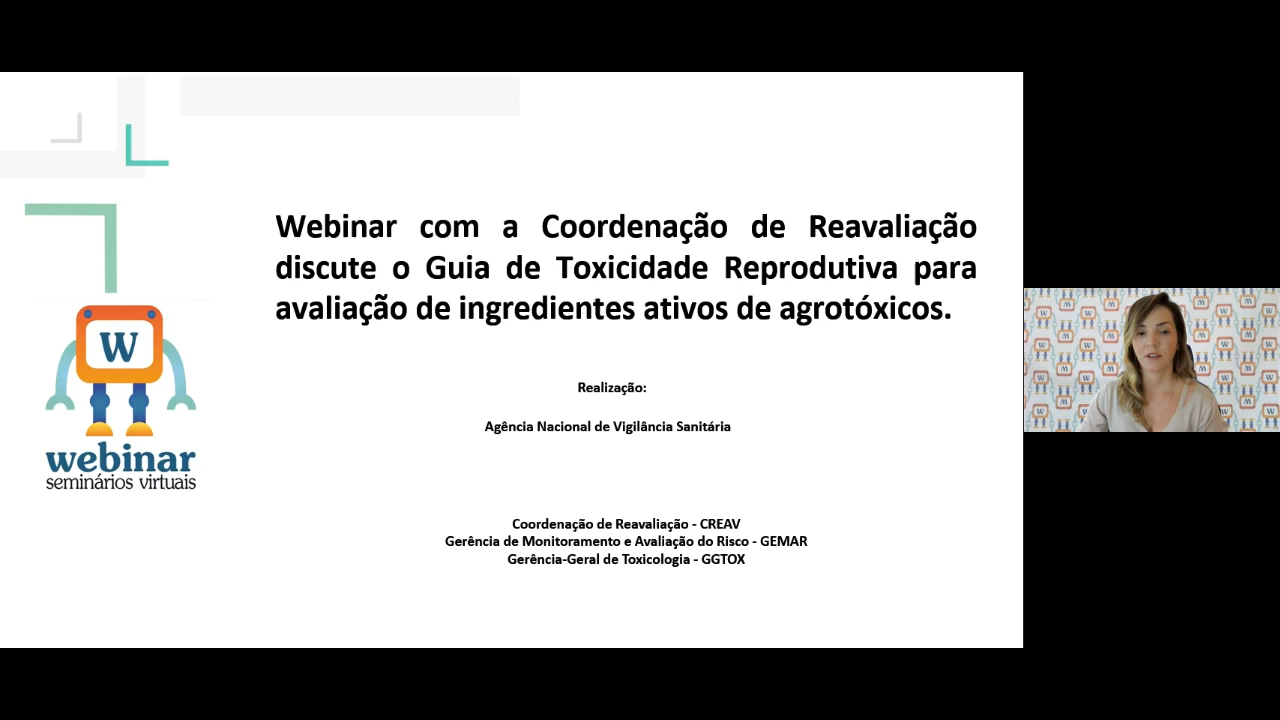 Webinar com a Coordenação de Reavaliação
discute o Guia de Toxicidade Reprodutiva para
avaliação de ingredientes ativos de agrotóxicos.
Realização:
Agência Nacional de Vigilância Sanitária
W
webinar
seminários virtuais
Coordenação de Reavaliação - CREAV
Gerência de Monitoramento e Avaliação do Risco - GEMAR
Gerência-Geral de Toxicologia - GGTOX